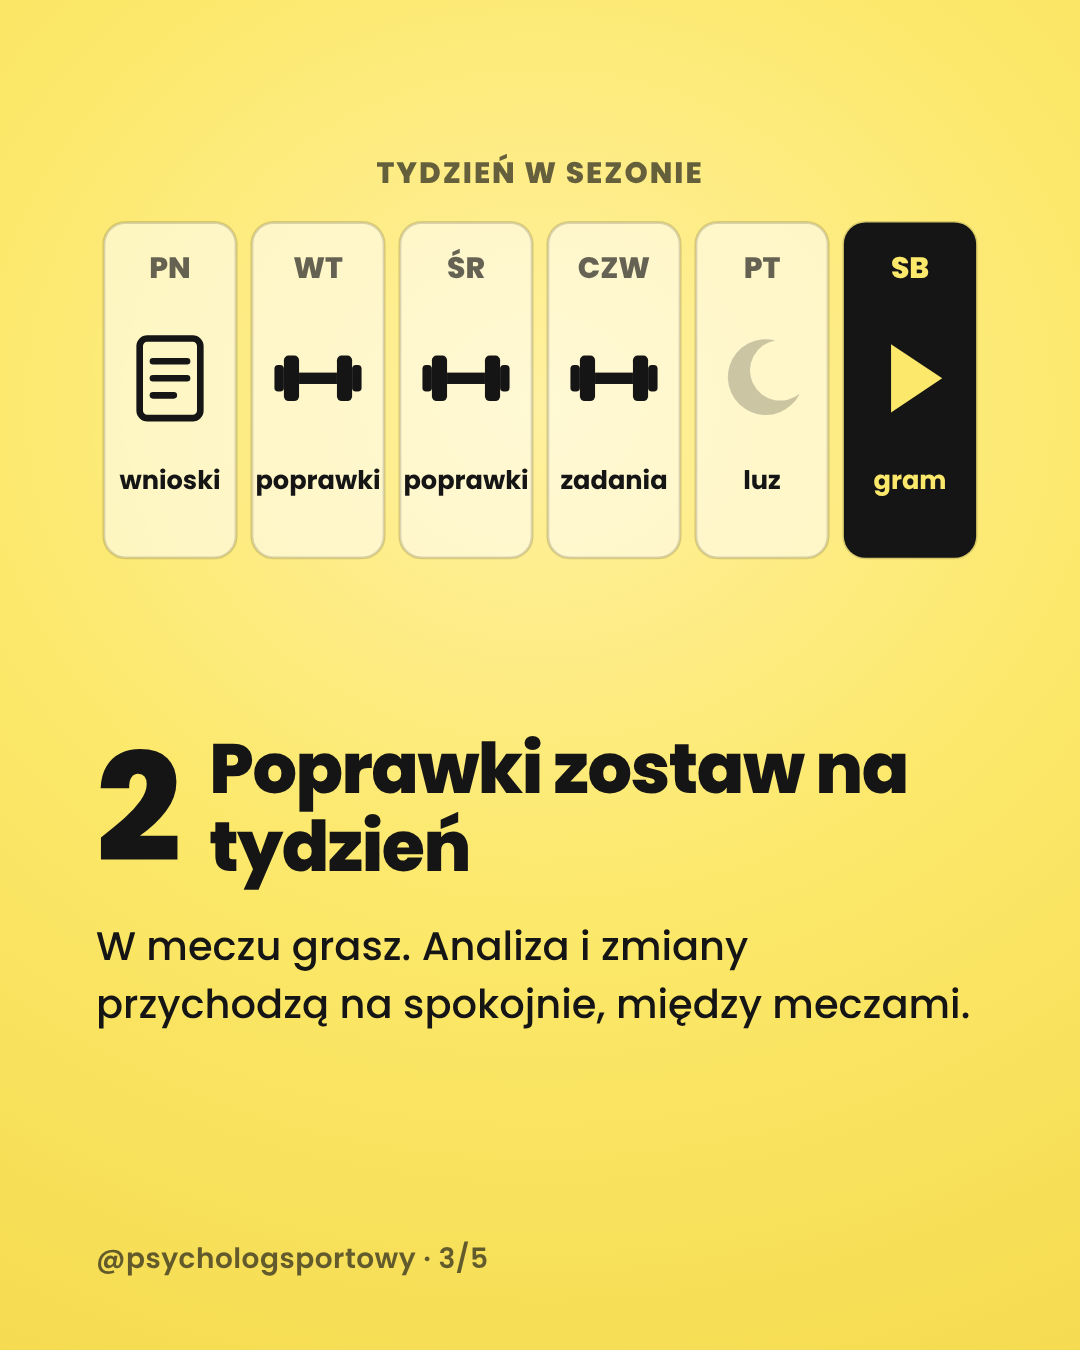 TYDZIEŃ W SEZONIE
PN WT ŚR CZW PT SB
wnioski poprawki poprawki zadania luz gram
2 Poprawki zostaw na
tydzień
W meczu grasz. Analiza i zmiany
przychodzą na spokojnie, między meczami.
@psychologsportowy · 3/5